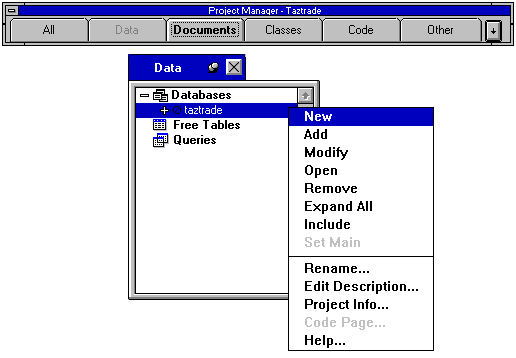 Project Manager - Taztrade
All Data Documents Classes Code Other
Data
Databases
taztrade
Free Tables
Queries
New
Add
Modify
Open
Remove
Expand All
Include
Set Main
Rename...
Edit Description...
Project Info...
Code Page...
Help...